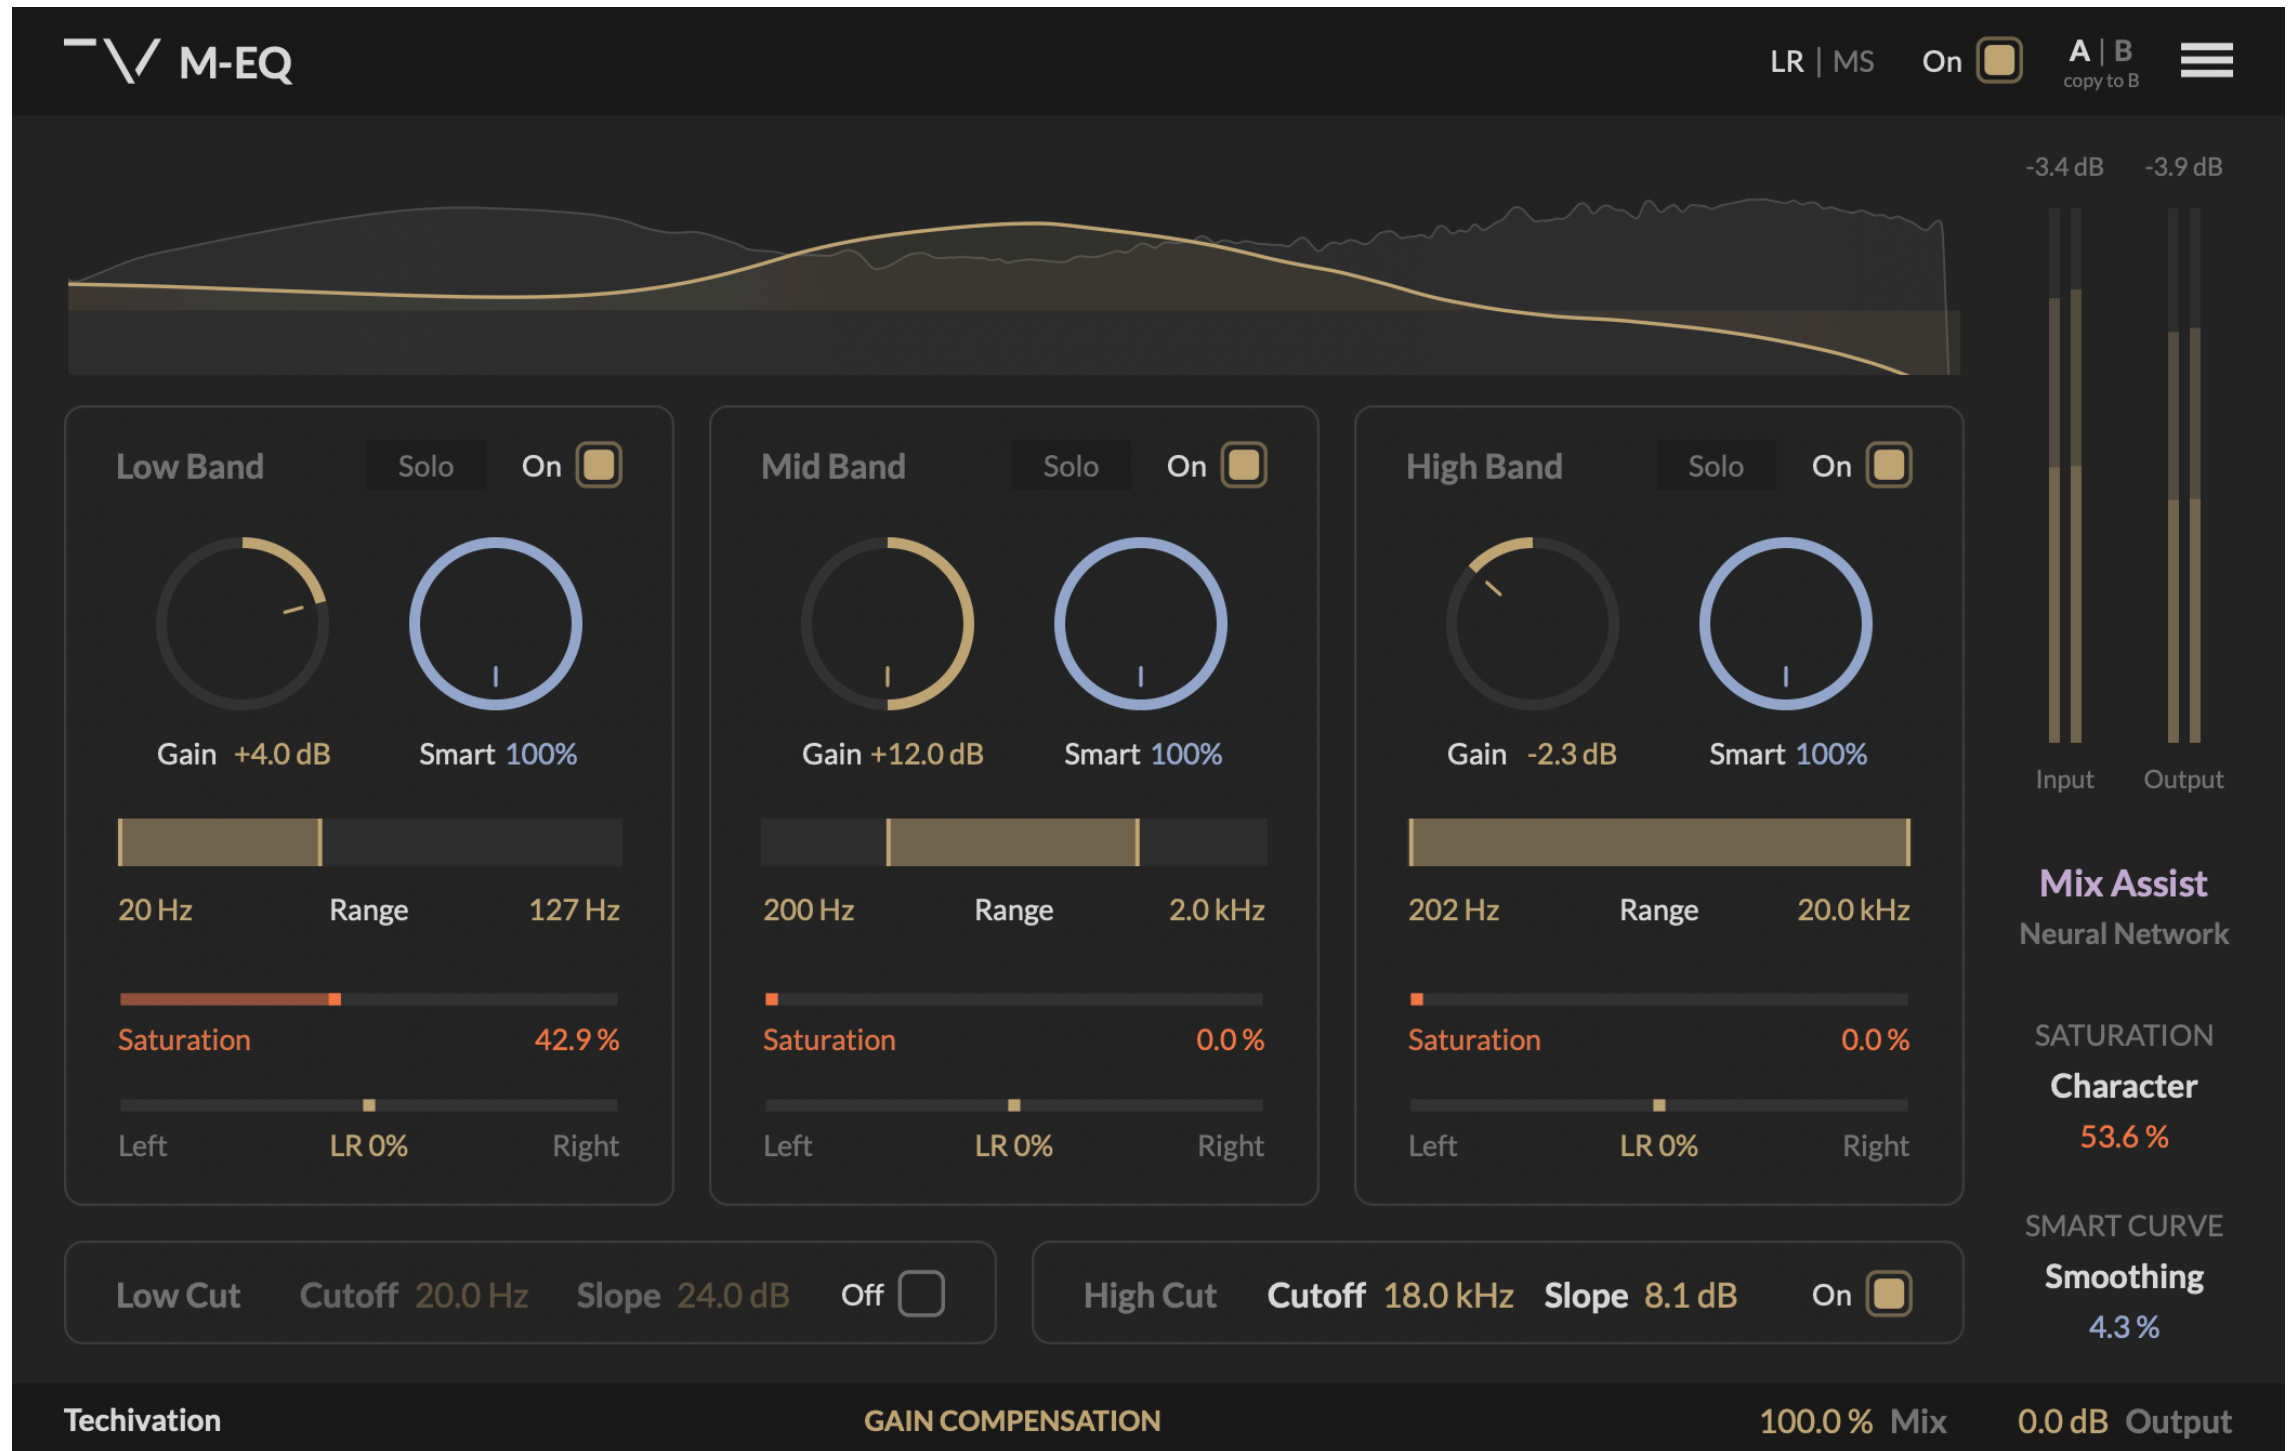 M-EQ
LR | MS
On
A | B
copy to B
-3.4 dB
-3.9 dB
Low Band
Solo
On
Gain +4.0 dB
Smart 100%
20 Hz
Range
127 Hz
Saturation
42.9 %
Left
LR 0%
Right
Mid Band
Solo
On
Gain +12.0 dB
Smart 100%
200 Hz
Range
2.0 kHz
Saturation
0.0 %
Left
LR 0%
Right
High Band
Solo
On
Gain -2.3 dB
Smart 100%
202 Hz
Range
20.0 kHz
Saturation
0.0 %
Left
LR 0%
Right
Input
Output
Mix Assist
Neural Network
SATURATION
Character
53.6 %
SMART CURVE
Smoothing
4.3 %
Low Cut
Cutoff 20.0 Hz
Slope 24.0 dB
Off
High Cut
Cutoff 18.0 kHz
Slope 8.1 dB
On
Techivation
GAIN COMPENSATION
100.0 % Mix
0.0 dB Output